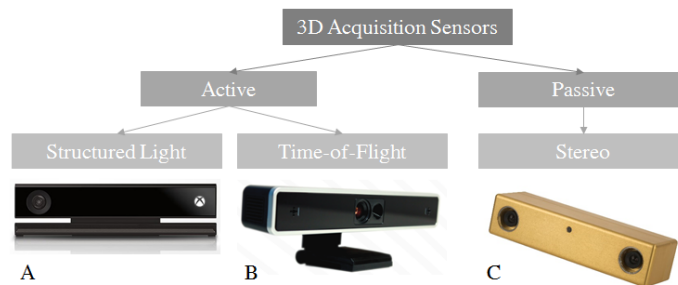 3D Acquisition Sensors
Active
Passive
Structured Light
Time-of-Flight
Stereo
A
B
C